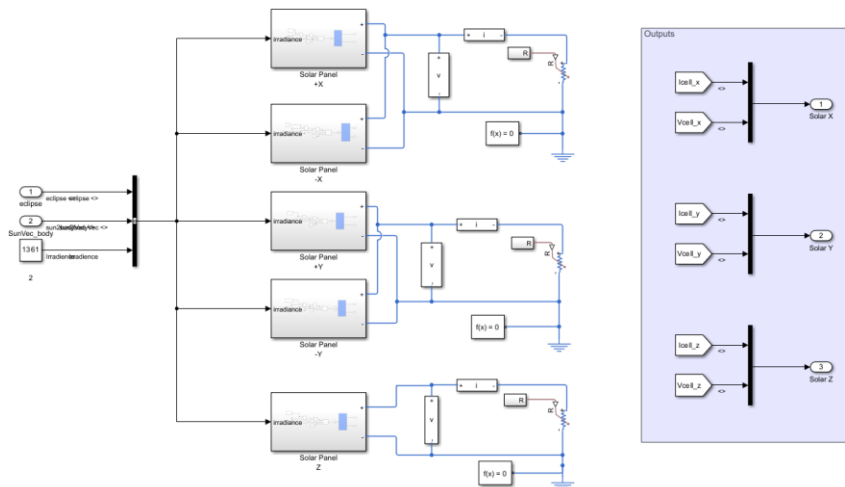 irradiance
+
-
Solar Panel
+X
+ i -
+
v
-
R
R
+
-
f(x) = 0
irradiance
+
-
Solar Panel
-X
1
eclipse
2
SunVec_body
1361
2
Irradience
irradiance
+
-
Solar Panel
+Y
+ i -
+
v
-
R
R
f(x) = 0
irradiance
+
-
Solar Panel
-Y
irradiance
+
-
Solar Panel
Z
+ i -
+
v
-
R
R
f(x) = 0
Outputs
Icell_x
<>
Vcell_x
<>
1
Solar X
Icell_y
<>
Vcell_y
<>
2
Solar Y
Icell_z
<>
Vcell_z
<>
3
Solar Z